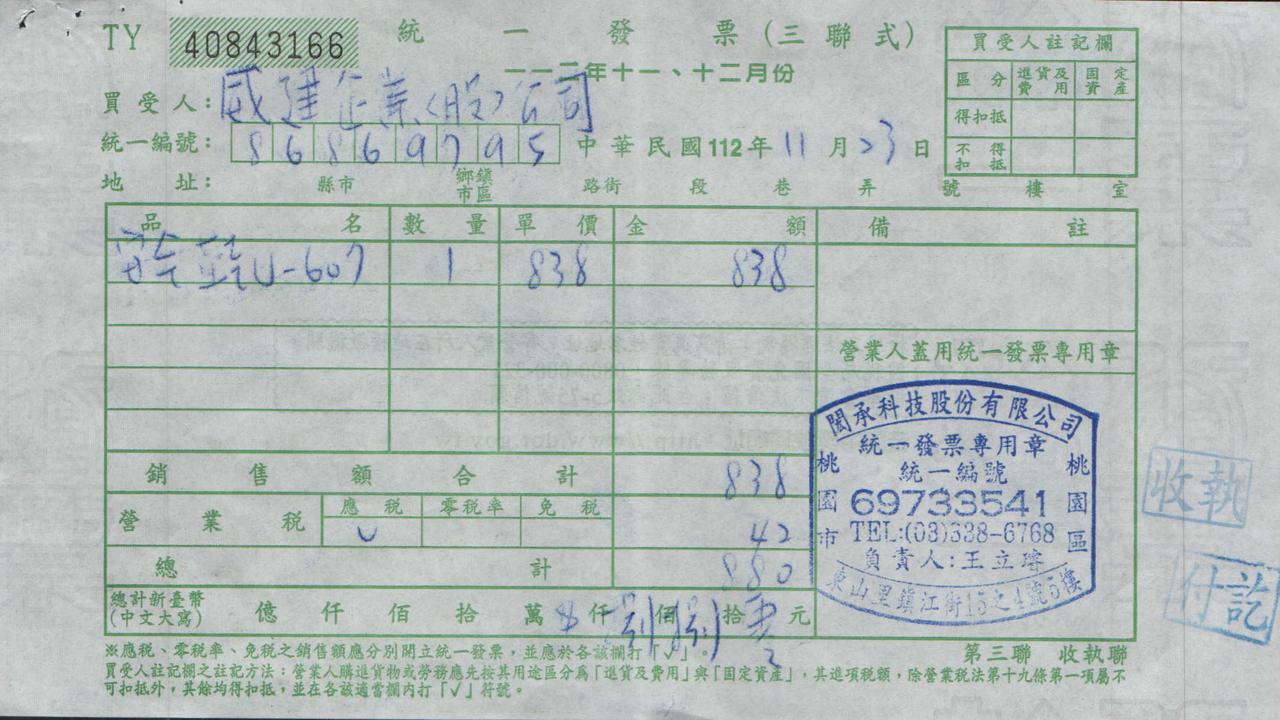 TY 40843166 統一發票(三聯式)
一一二年十一、十二月份
買受人註記欄
區分 進貨及費用 固定資產
得扣抵
不得扣抵
買受人:威建企業(股)公司
統一編號: 86869795 中華民國112年11月23日
地址: 縣市 鄉鎮市區 路街 段 巷 弄 號 樓 室
品名 數量 單價 金額 備註
U-607 1 838 838
營業人蓋用統一發票專用章
銷售額合計 838
營業稅 應稅 零稅率 免稅
V 42
總計 880
總計新臺幣(中文大寫) 億 仟 佰 拾 萬 仟 捌 佰 捌 拾 零 元
閎承科技股份有限公司
統一發票專用章
統一編號
69733541
TEL:(03)338-6768
負責人:王立璿
桃園市
桃園區
東山里鎮江街15之4號5樓
收執
付訖
※應稅、零稅率、免稅之銷售額應分別開立統一發票,並應於各該欄打「√」。
第三聯 收執聯
買受人註記欄之註記方法:營業人購進貨物或勞務應先按其用途區分為「進貨及費用」與「固定資產」,其進項稅額,除營業稅法第十九條第一項屬不
可扣抵外,其餘均得扣抵,並在各該適當欄內打「√」符號。